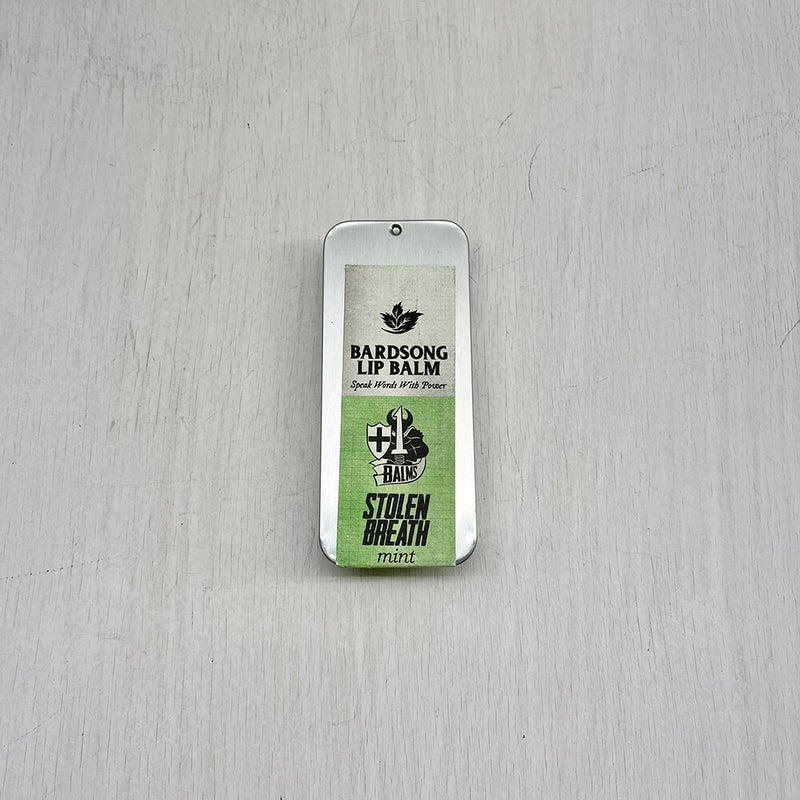 BARDSONG
LIP BALM
Speak Words With Power
BALMS
STOLEN
BREATH
mint